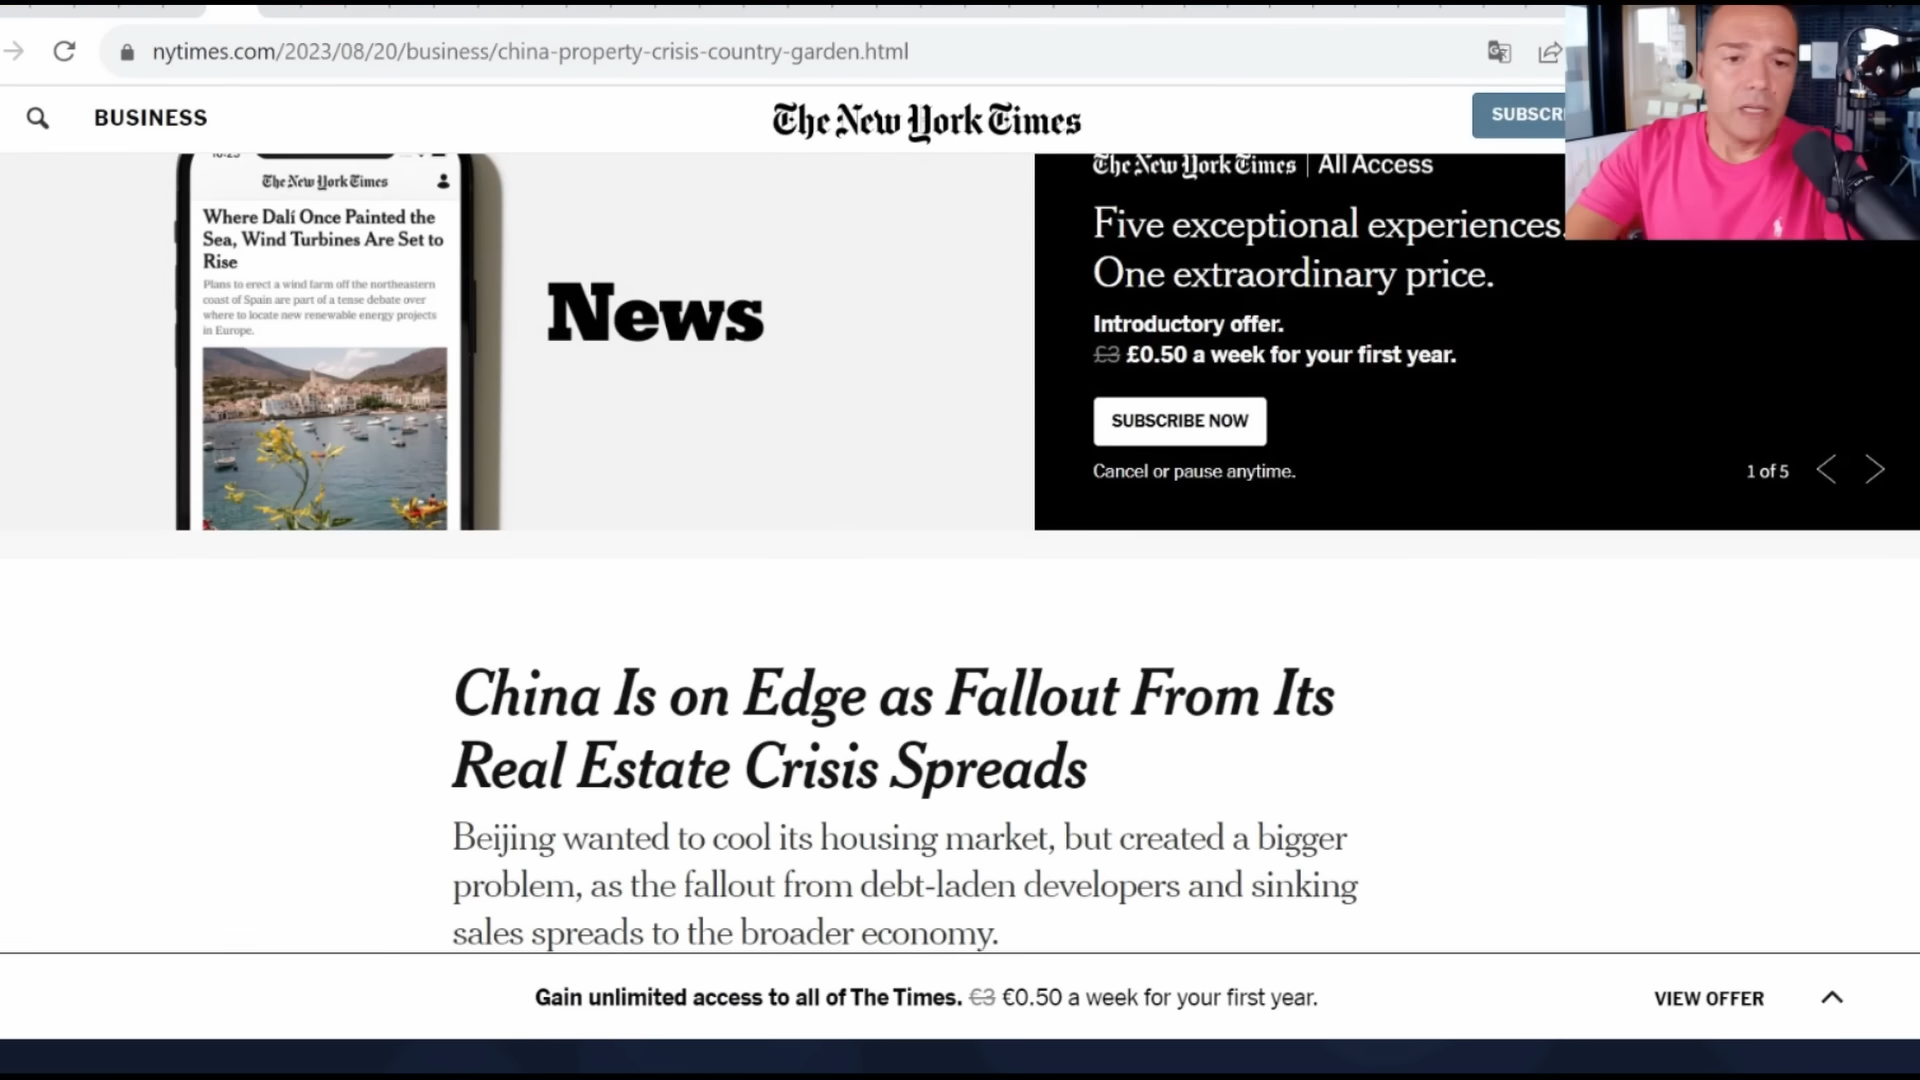 nytimes.com/2023/08/20/business/china-property-crisis-country-garden.html
BUSINESS
The New York Times
SUBSCRI
The New York Times
Where Dalí Once Painted the
Sea, Wind Turbines Are Set to
Rise
Plans to erect a wind farm off the northeastern
coast of Spain are part of a tense debate over
where to locate new renewable energy projects
in Europe.
News
The New York Times | All Access
Five exceptional experiences.
One extraordinary price.
Introductory offer.
£3 £0.50 a week for your first year.
SUBSCRIBE NOW
Cancel or pause anytime.
1 of 5
China Is on Edge as Fallout From Its
Real Estate Crisis Spreads
Beijing wanted to cool its housing market, but created a bigger
problem, as the fallout from debt-laden developers and sinking
sales spreads to the broader economy.
Gain unlimited access to all of The Times. €3 €0.50 a week for your first year.
VIEW OFFER